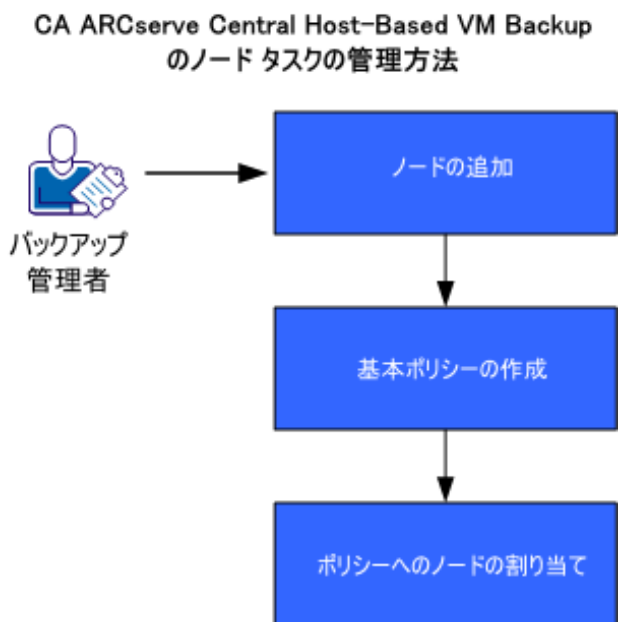 CA ARCserve Central Host-Based VM Backup
のノード タスクの管理方法
ノードの追加
バックアップ
管理者
基本ポリシーの作成
ポリシーへのノードの割り当て